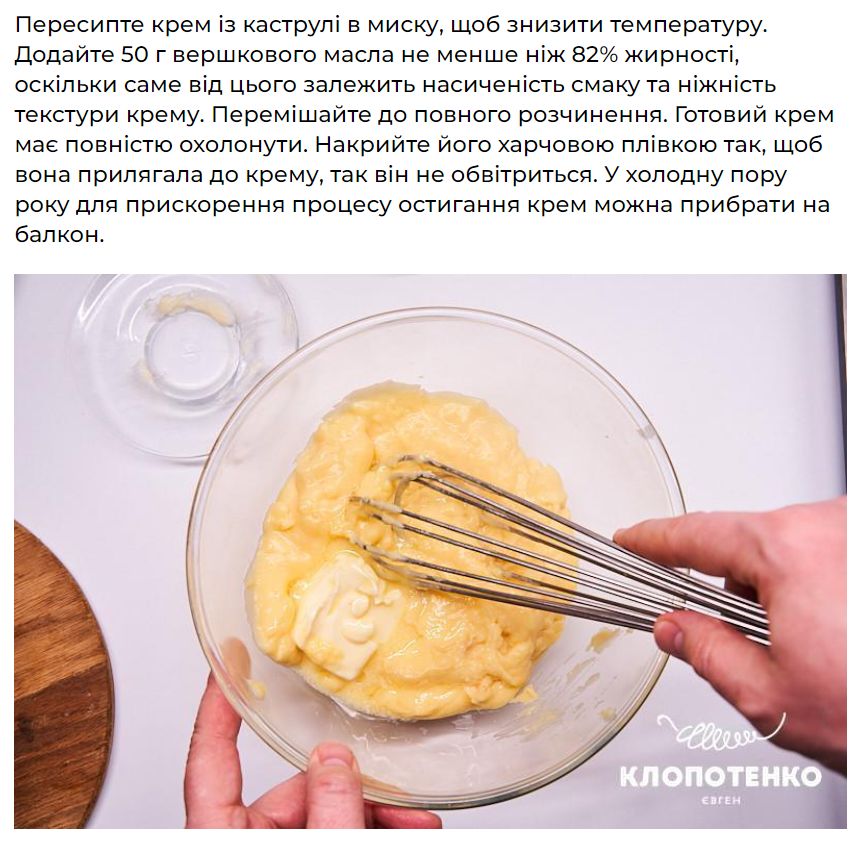 Пересипте крем із каструлі в миску, щоб знизити температуру.
Додайте 50 г вершкового масла не менше ніж 82% жирності,
оскільки саме від цього залежить насиченість смаку та ніжність
текстури крему. Перемішайте до повного розчинення. Готовий крем
має повністю охолонути. Накрийте його харчовою плівкою так, щоб
вона прилягала до крему, так він не обвітриться. У холодну пору
року для прискорення процесу остигання крем можна прибрати на
балкон.
КЛОПОТЕНКО
ЄВГЕН